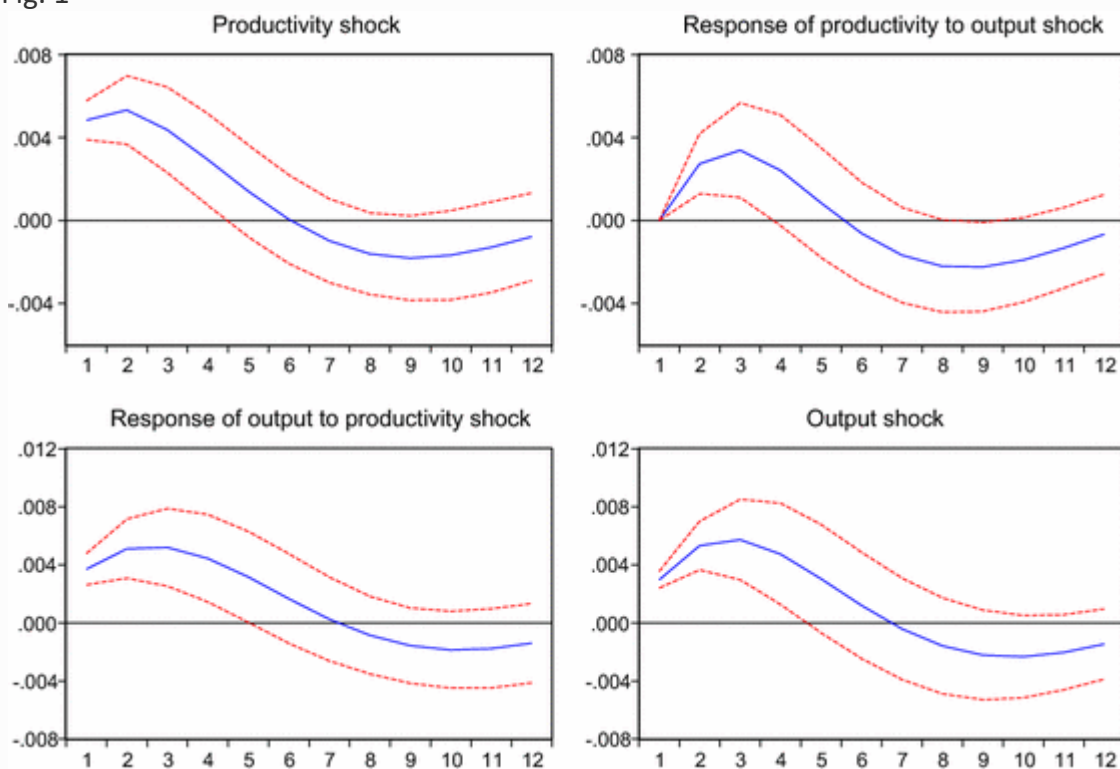 Fig. 1
Productivity shock
.008
.004
.000
-.004
1 2 3 4 5 6 7 8 9 10 11 12
Response of productivity to output shock
.008
.004
.000
-.004
1 2 3 4 5 6 7 8 9 10 11 12
Response of output to productivity shock
.012
.008
.004
.000
-.004
-.008
1 2 3 4 5 6 7 8 9 10 11 12
Output shock
.012
.008
.004
.000
-.004
-.008
1 2 3 4 5 6 7 8 9 10 11 12